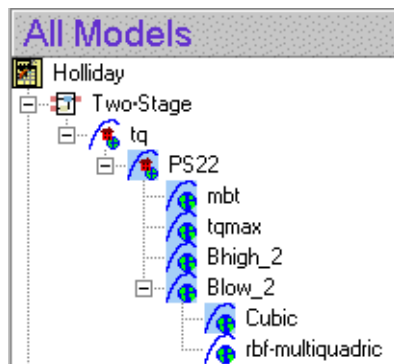 All Models
Holliday
Two-Stage
tq
PS22
mbt
tqmax
Bhigh_2
Blow_2
Cubic
rbf-multiquadric